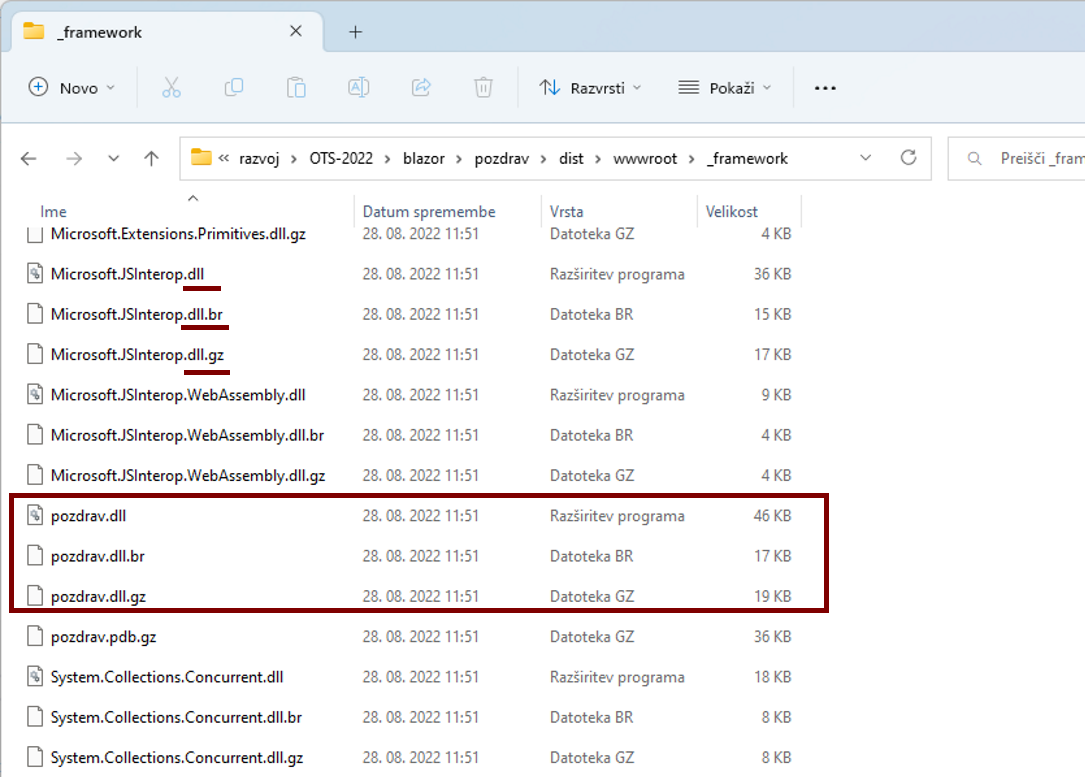 _framework
Novo Razvrsti Pokaži
« razvoj > OTS-2022 > blazor > pozdrav > dist > wwwroot > _framework Preišči _fram
Ime Datum spremembe Vrsta Velikost
Microsoft.Extensions.Primitives.dll.gz 28. 08. 2022 11:51 Datoteka GZ 4 KB
Microsoft.JSInterop.dll 28. 08. 2022 11:51 Razširitev programa 36 KB
Microsoft.JSInterop.dll.br 28. 08. 2022 11:51 Datoteka BR 15 KB
Microsoft.JSInterop.dll.gz 28. 08. 2022 11:51 Datoteka GZ 17 KB
Microsoft.JSInterop.WebAssembly.dll 28. 08. 2022 11:51 Razširitev programa 9 KB
Microsoft.JSInterop.WebAssembly.dll.br 28. 08. 2022 11:51 Datoteka BR 4 KB
Microsoft.JSInterop.WebAssembly.dll.gz 28. 08. 2022 11:51 Datoteka GZ 4 KB
pozdrav.dll 28. 08. 2022 11:51 Razširitev programa 46 KB
pozdrav.dll.br 28. 08. 2022 11:51 Datoteka BR 17 KB
pozdrav.dll.gz 28. 08. 2022 11:51 Datoteka GZ 19 KB
pozdrav.pdb.gz 28. 08. 2022 11:51 Datoteka GZ 36 KB
System.Collections.Concurrent.dll 28. 08. 2022 11:51 Razširitev programa 18 KB
System.Collections.Concurrent.dll.br 28. 08. 2022 11:51 Datoteka BR 8 KB
System.Collections.Concurrent.dll.gz 28. 08. 2022 11:51 Datoteka GZ 8 KB